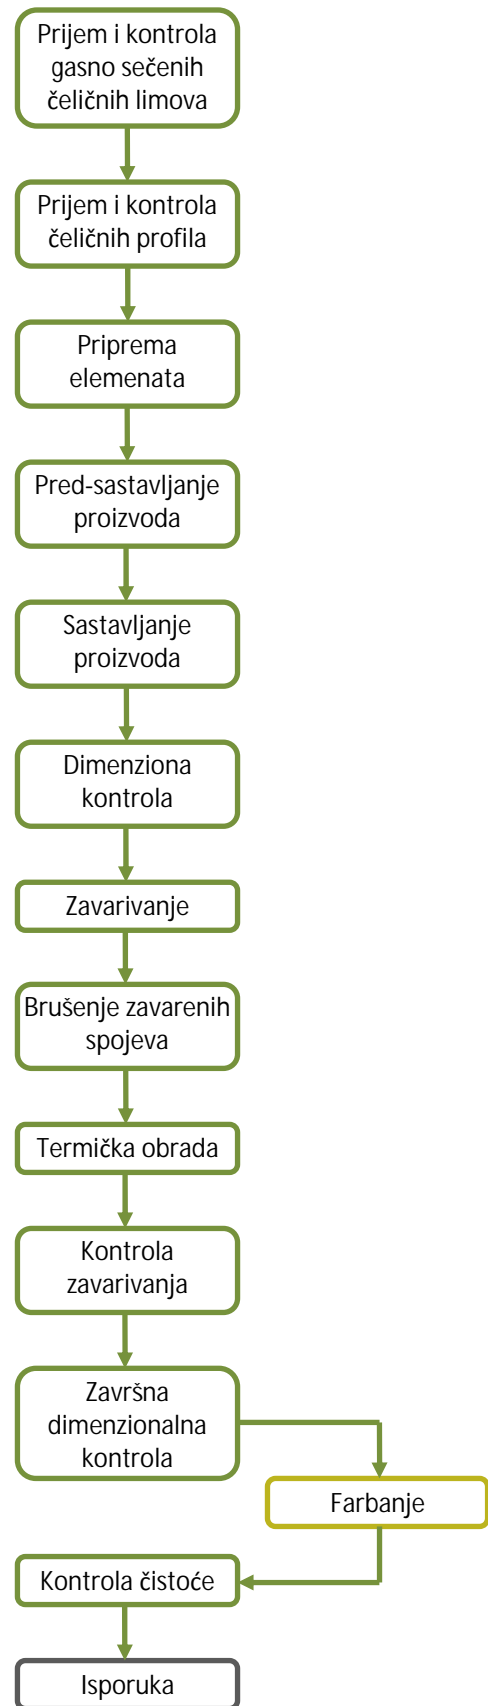 Prijem i kontrola
gasno sečenih
čeličnih limova
Prijem i kontrola
čeličnih profila
Priprema
elemenata
Pred-sastavljanje
proizvoda
Sastavljanje
proizvoda
Dimenziona
kontrola
Zavarivanje
Brušenje zavarenih
spojeva
Termička obrada
Kontrola
zavarivanja
Završna
dimenzionalna
kontrola
Farbanje
Kontrola čistoće
Isporuka